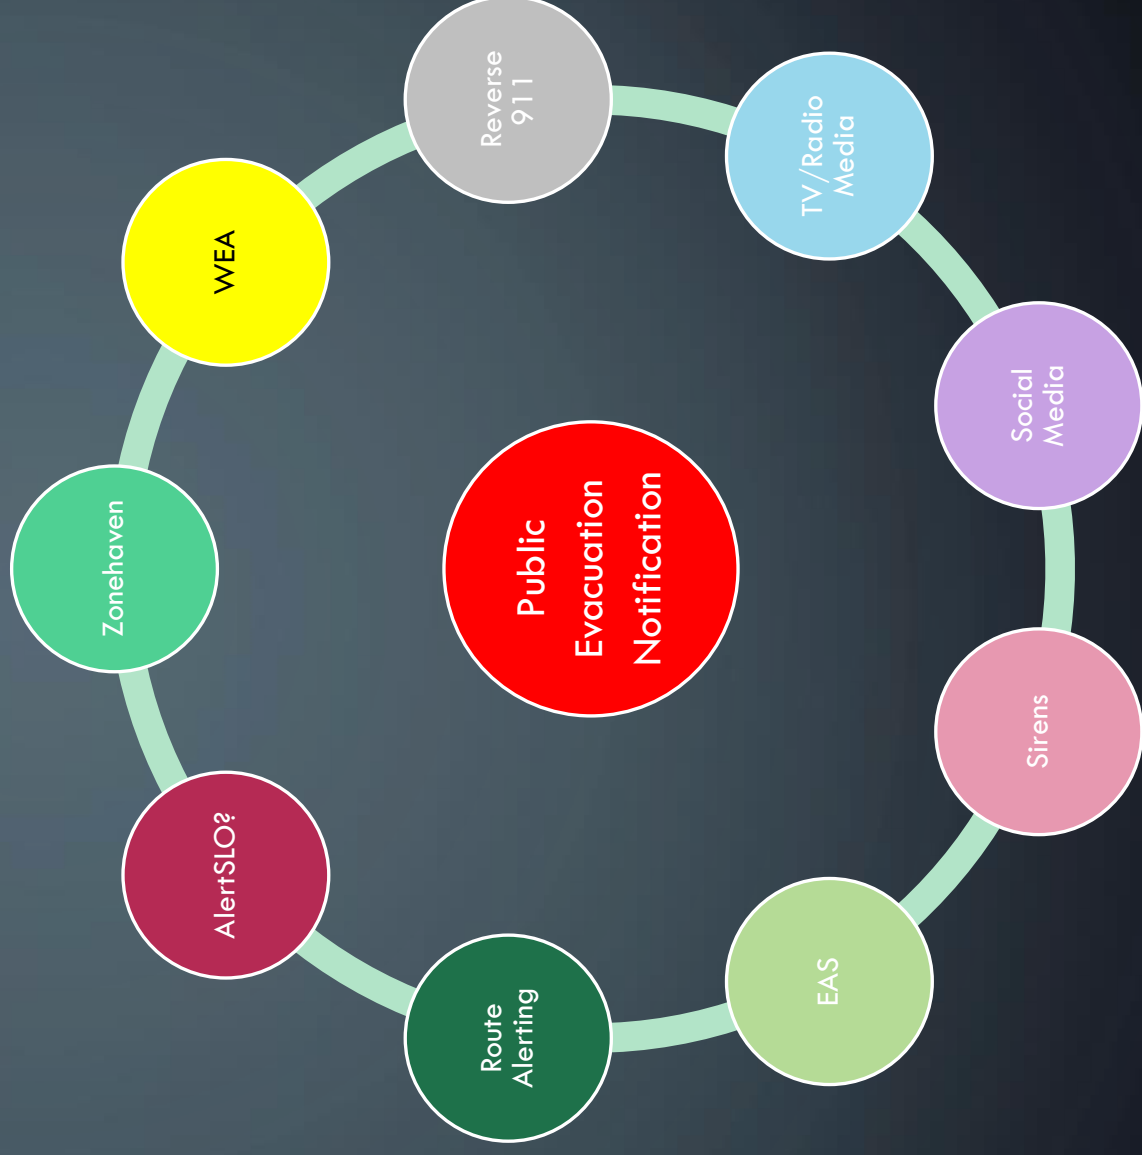 Public
Evacuation
Notification
Zonehaven
WEA
Reverse
911
TV/Radio
Media
Social
Media
Sirens
EAS
Route
Alerting
AlertSLO?